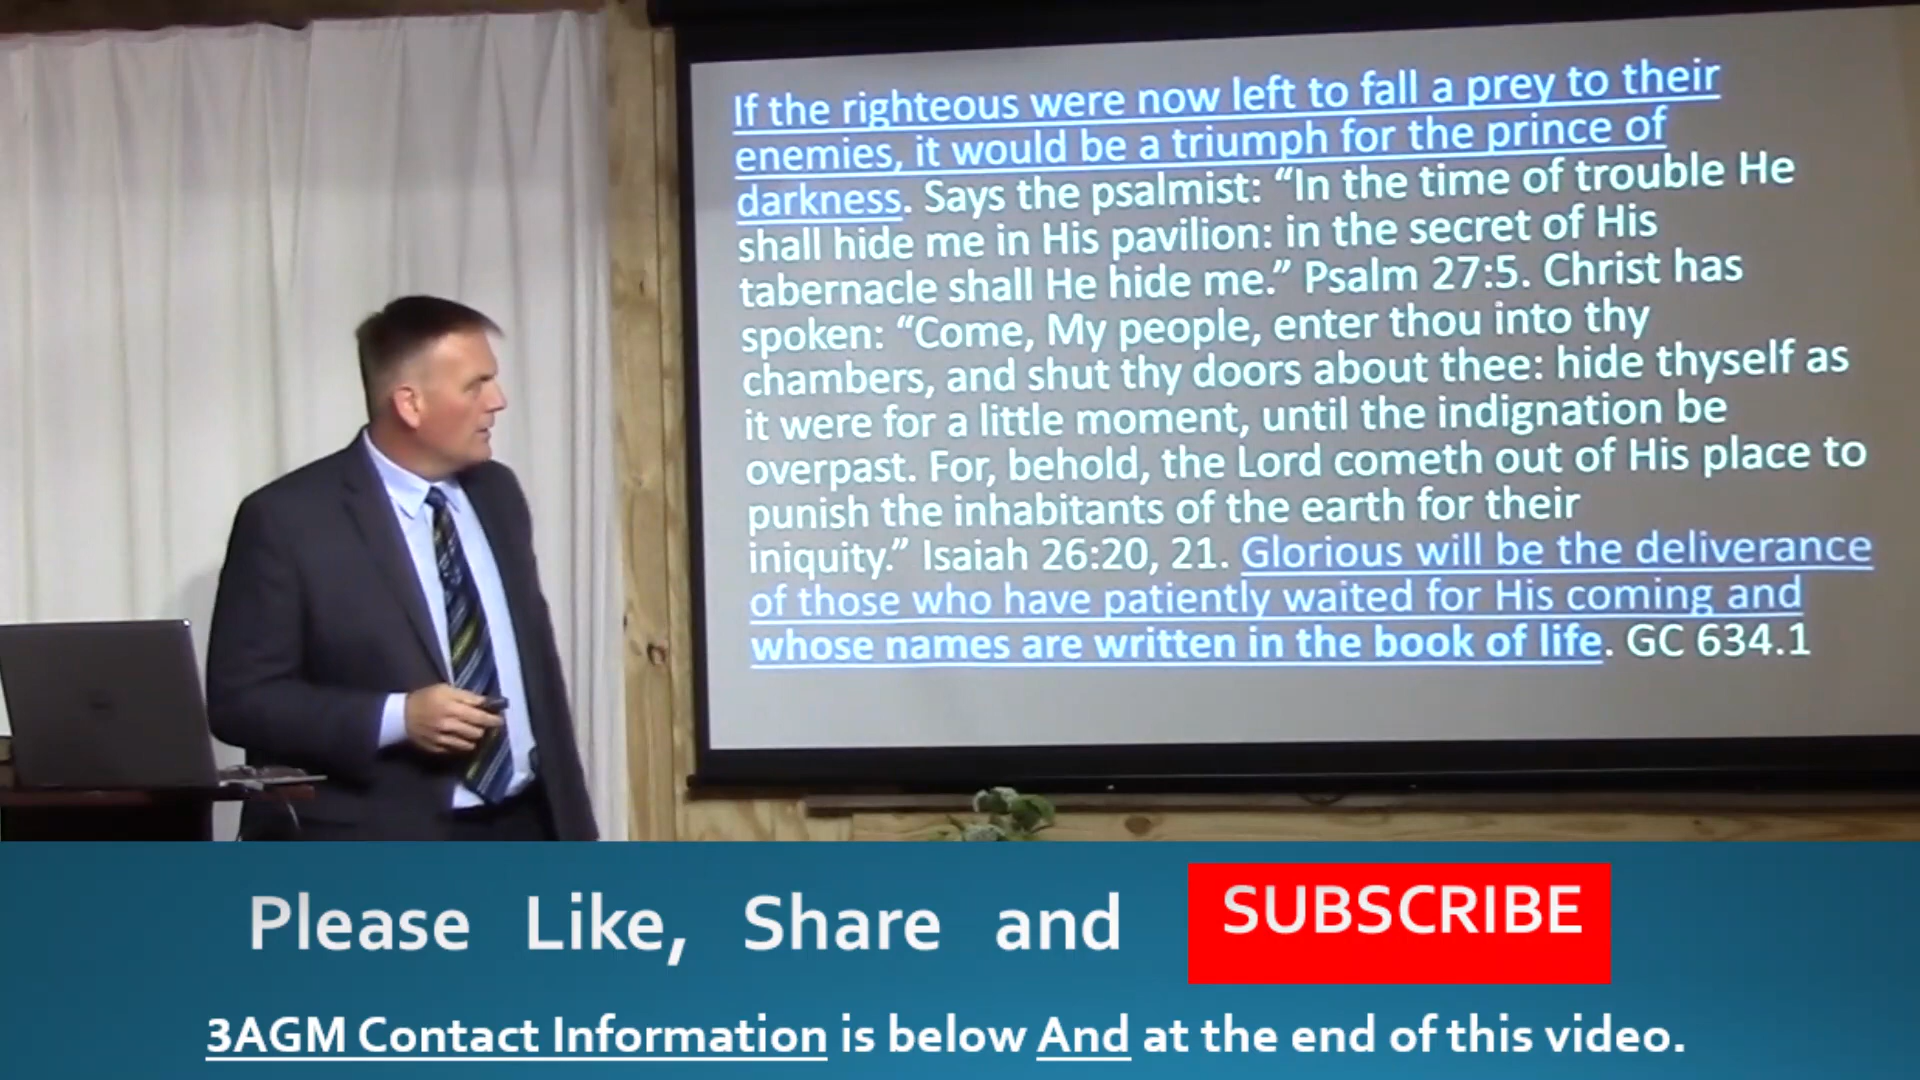 If the righteous were now left to fall a prey to their
enemies, it would be a triumph for the prince of
darkness. Says the psalmist: “In the time of trouble He
shall hide me in His pavilion: in the secret of His
tabernacle shall He hide me.” Psalm 27:5. Christ has
spoken: “Come, My people, enter thou into thy
chambers, and shut thy doors about thee: hide thyself as
it were for a little moment, until the indignation be
overpast. For, behold, the Lord cometh out of His place to
punish the inhabitants of the earth for their
iniquity.” Isaiah 26:20, 21. Glorious will be the deliverance
of those who have patiently waited for His coming and
whose names are written in the book of life. GC 634.1
Please Like, Share and SUBSCRIBE
3AGM Contact Information is below And at the end of this video.